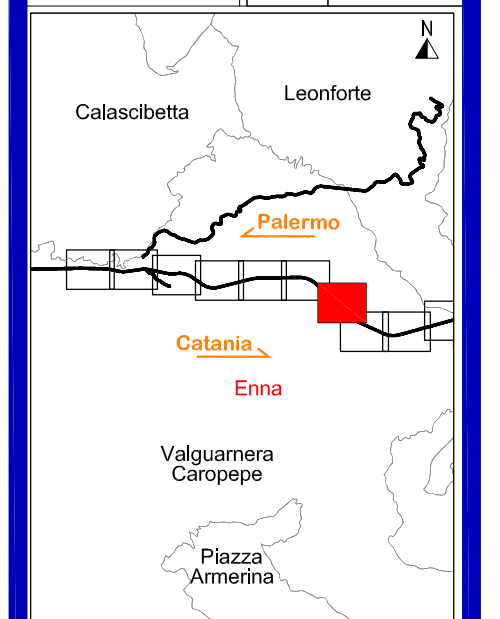 N
Leonforte
Calascibetta
Palermo
Catania
Enna
Valguarnera
Caropepe
Piazza
Armerina